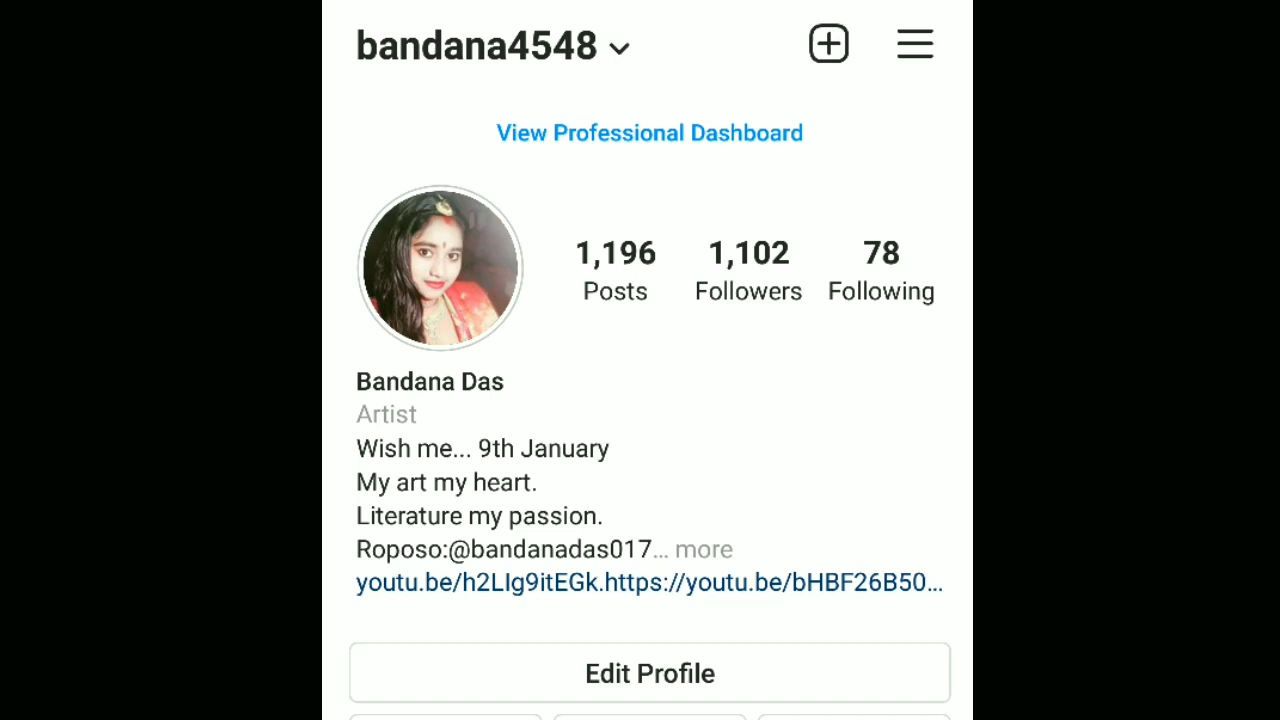 bandana4548
View Professional Dashboard
1,196 1,102 78
Posts Followers Following
Bandana Das
Artist
Wish me... 9th January
My art my heart.
Literature my passion.
Roposo:@bandanadas017... more
youtu.be/h2LIg9itEGk.https://youtu.be/bHBF26B50...
Edit Profile